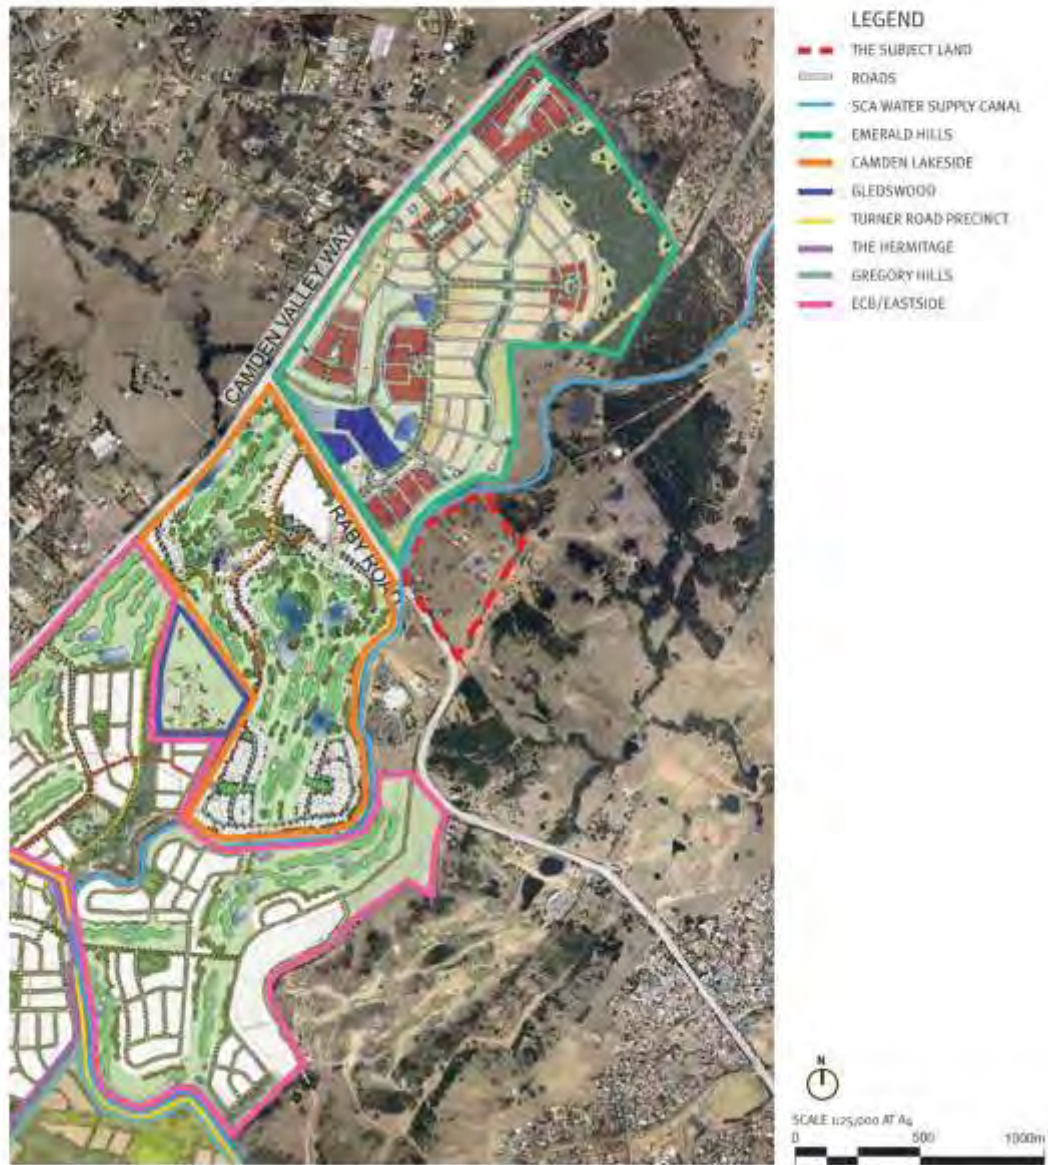 LEGEND
THE SUBJECT LAND
ROADS
SCA WATER SUPPLY CANAL
EMERALD HILLS
CAMDEN LAKESIDE
GLEDSWOOD
TURNER ROAD PRECINCT
THE HERMITAGE
GREGORY HILLS
ECB/EASTSIDE
CAMDEN VALLEY WAY
RABY ROAD
N
SCALE 1:25,000 AT A4
0 500 1000m